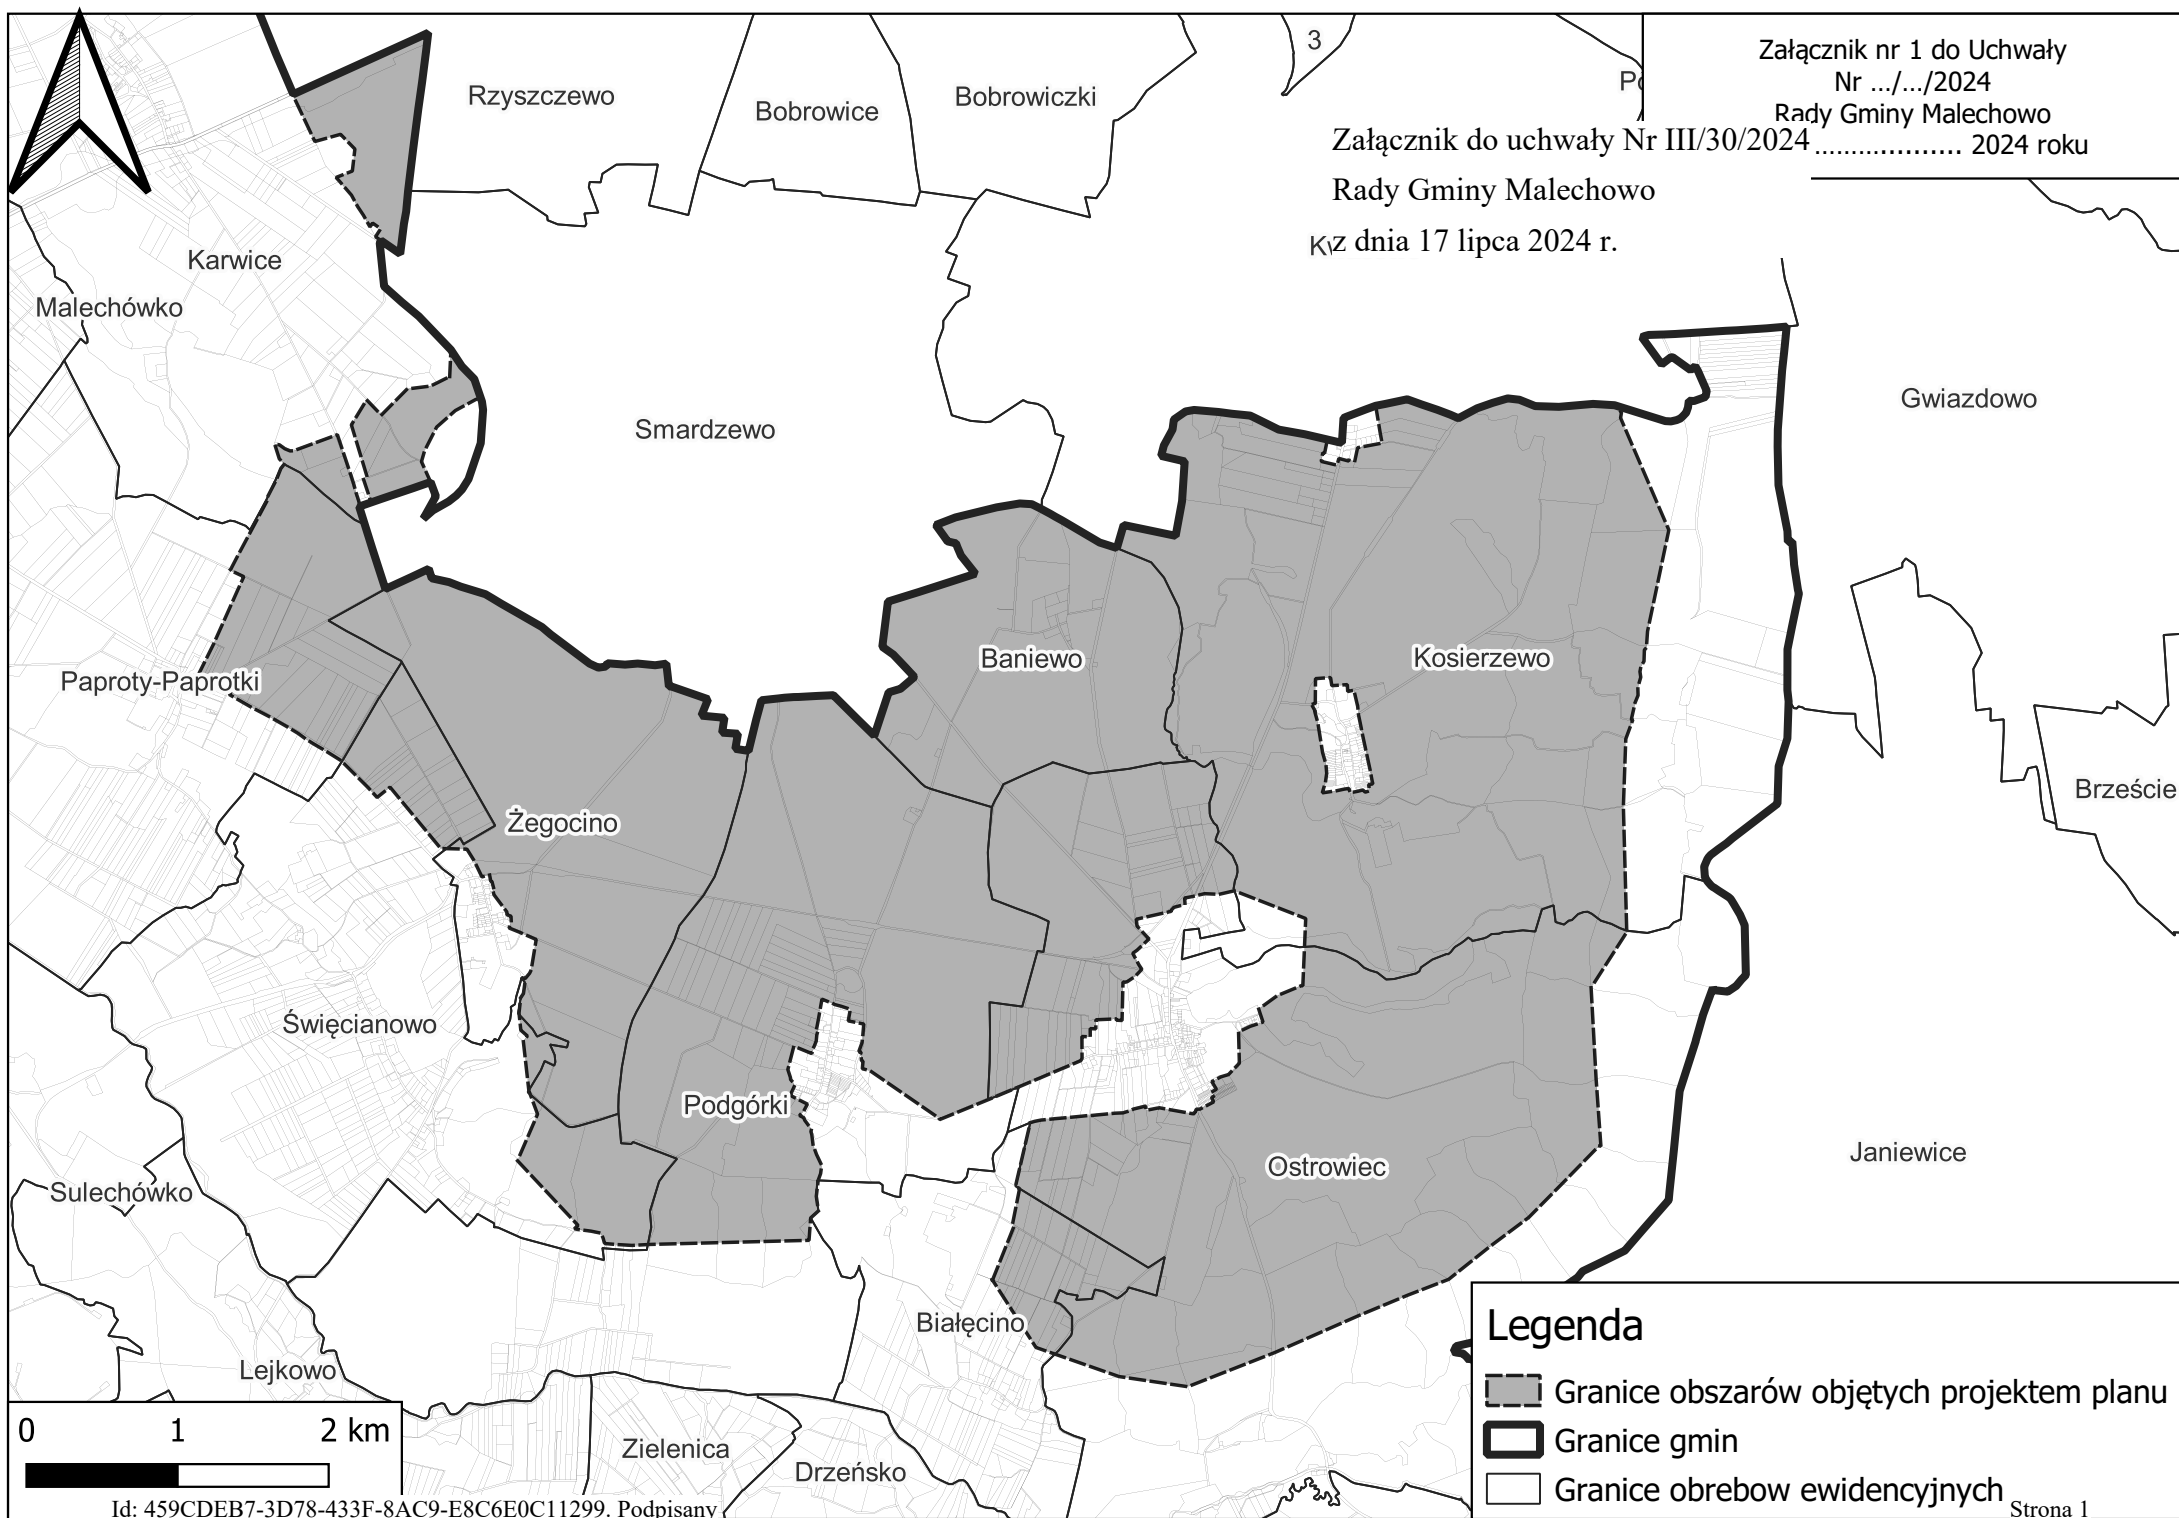 Załącznik nr 1 do Uchwały
Nr .../.../2024
Rady Gminy Malechowo
..................... 2024 roku
Załącznik do uchwały Nr III/30/2024
Rady Gminy Malechowo
z dnia 17 lipca 2024 r.
3
Rzyszczewo
Bobrowice
Bobrowiczki
Karwice
Malechówko
Smardzewo
Gwiazdowo
Baniewo
Kosierzewo
Paproty-Paprotki
Brzeście
Żegocino
Święcianowo
Podgórki
Ostrowiec
Janiewice
Sulechówko
Białęcino
Lejkowo
Zielenica
Drzeńsko
0 1 2 km
Legenda
Granice obszarów objętych projektem planu
Granice gmin
Granice obrebow ewidencyjnych
Id: 459CDEB7-3D78-433F-8AC9-E8C6E0C11299. Podpisany
Strona 1